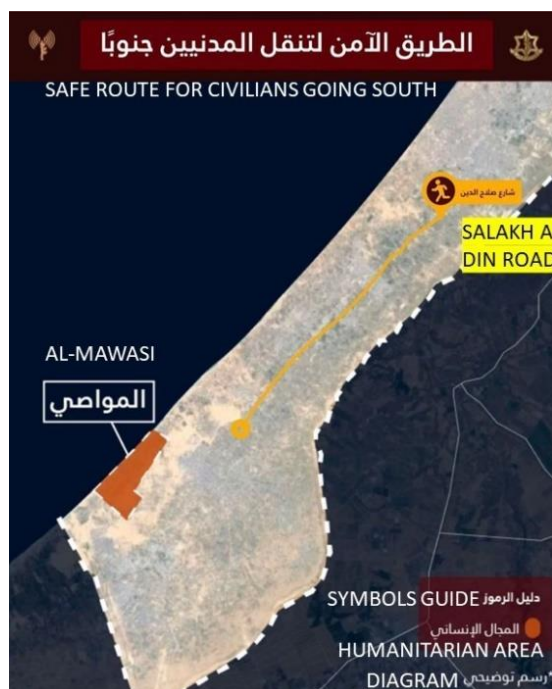 الطريق الآمن لتنقل المدنيين جنوبًا
SAFE ROUTE FOR CIVILIANS GOING SOUTH
شارع صلاح الدين
SALAKH A
DIN ROAD
AL-MAWASI
المواصي
SYMBOLS GUIDE دليل الرموز
المجال الإنساني
HUMANITARIAN AREA
DIAGRAM رسم توضيحي